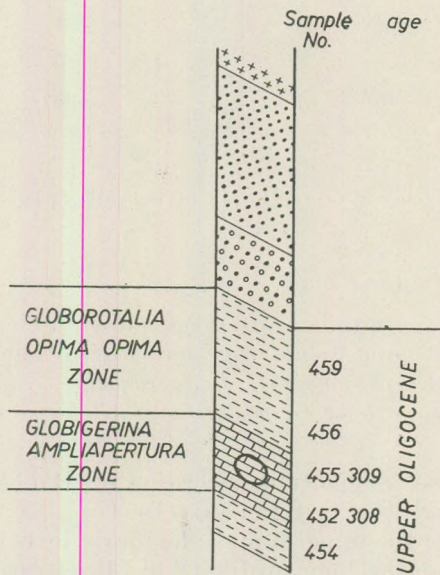 Sample age
No.
GLOBOROTALIA
OPIMA OPIMA
ZONE
459
GLOBIGERINA
AMPLIAPERTURA
ZONE
456
455 309
452 308
454
UPPER OLIGOCENE